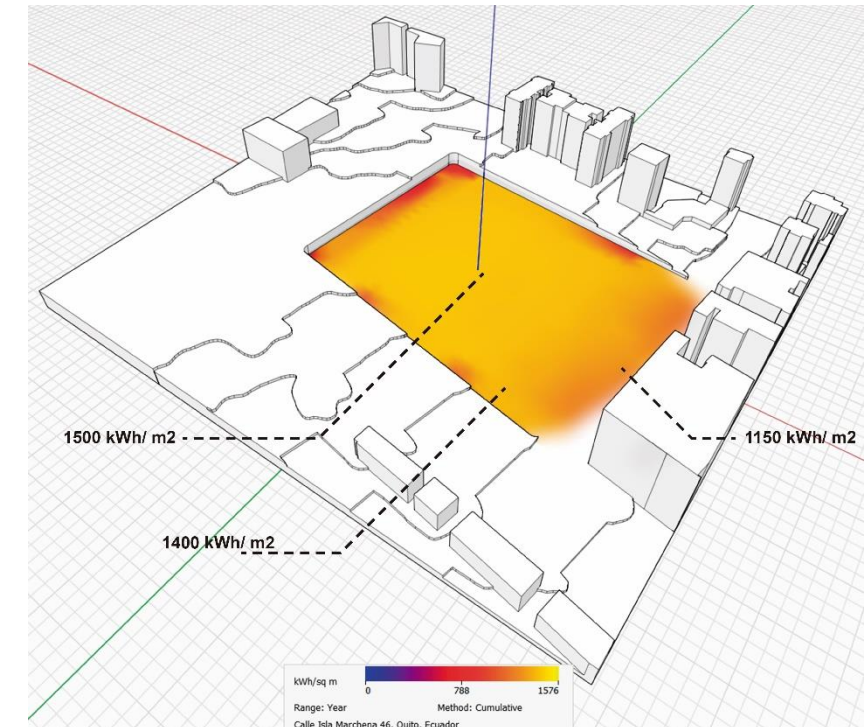 1500 kWh/ m2
1150 kWh/ m2
1400 kWh/ m2
kWh/sq m
0 788 1576
Range: Year Method: Cumulative
Calle Isla Marchena 46, Quito, Ecuador